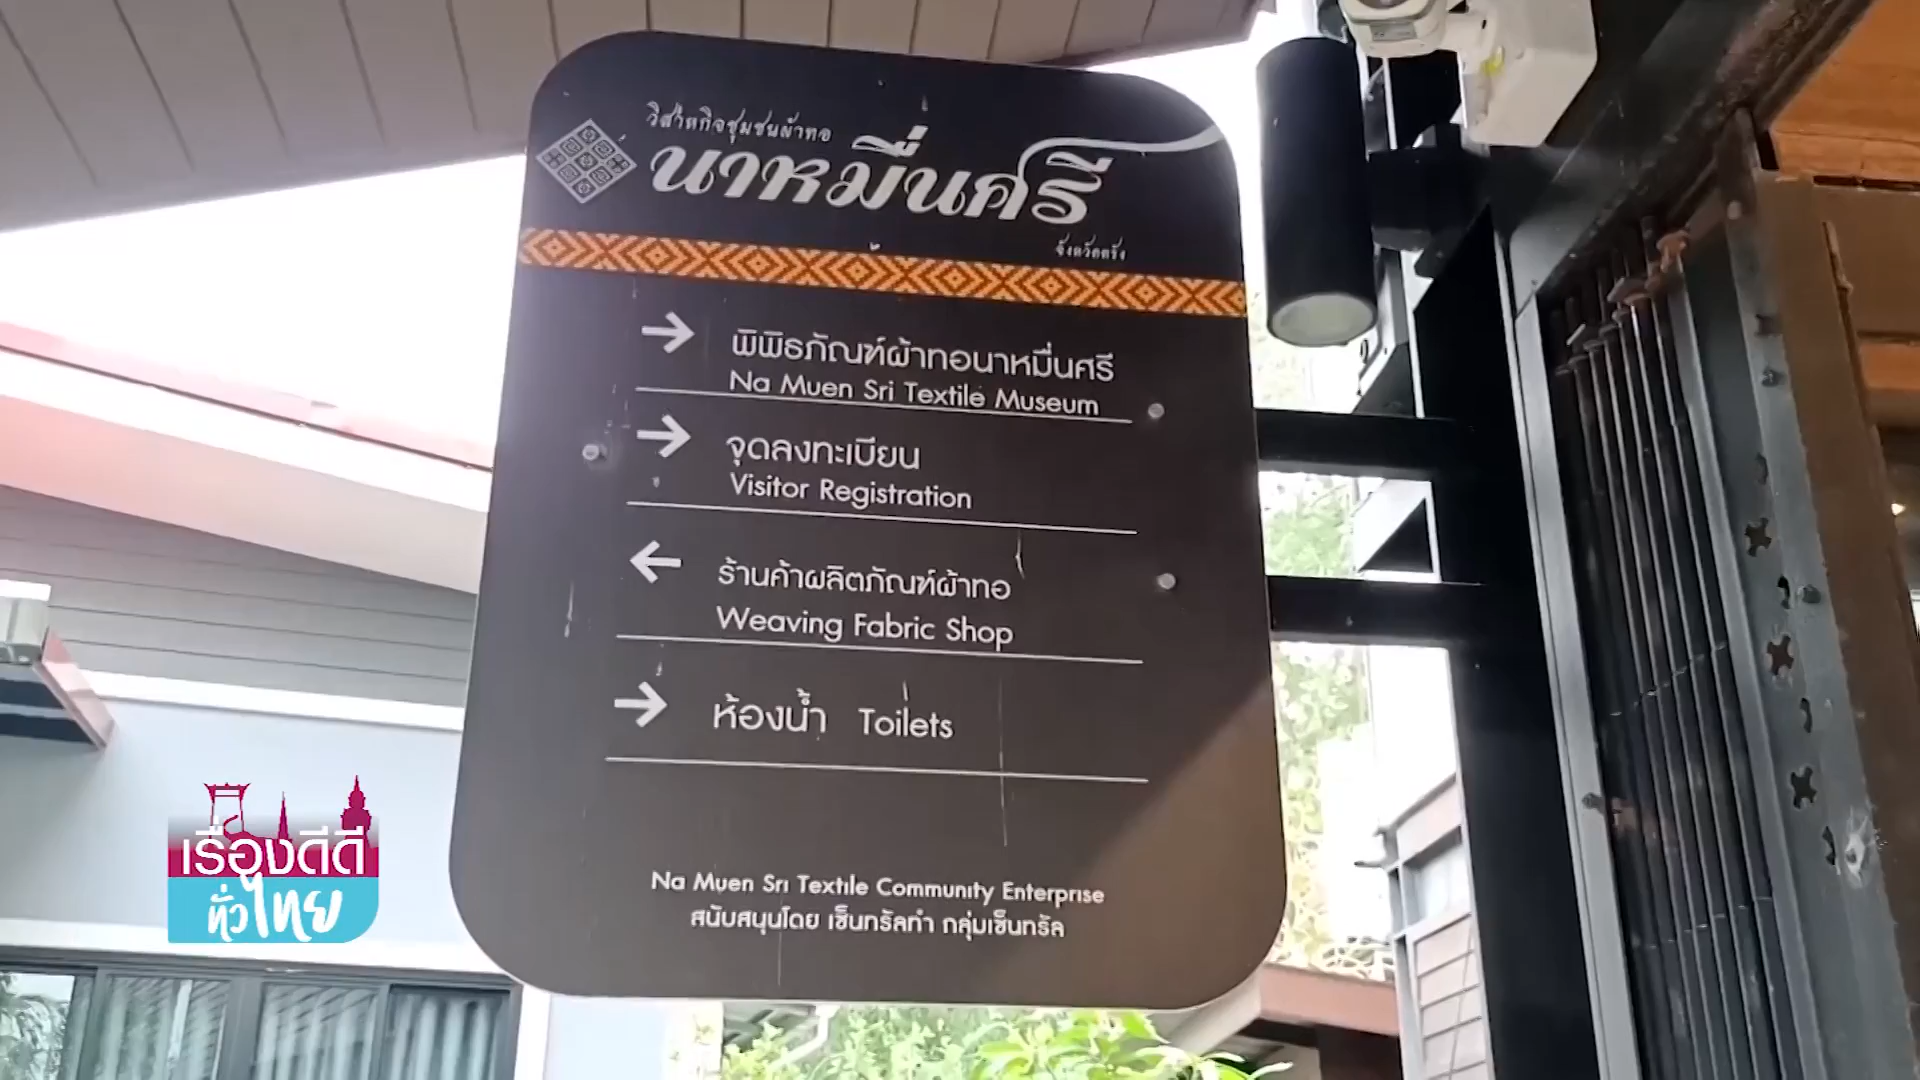 วิสาหกิจชุมชนผ้าทอ
นาหมื่นศรี
จังหวัดตรัง
พิพิธภัณฑ์ผ้าทอนาหมื่นศรี
Na Muen Sri Textile Museum
จุดลงทะเบียน
Visitor Registration
ร้านค้าผลิตภัณฑ์ผ้าทอ
Weaving Fabric Shop
ห้องน้ำ Toilets
Na Muen Sri Textile Community Enterprise
สนับสนุนโดย เซ็นทรัลทำ กลุ่มเซ็นทรัล
เรื่องดีดี
ทั่วไทย